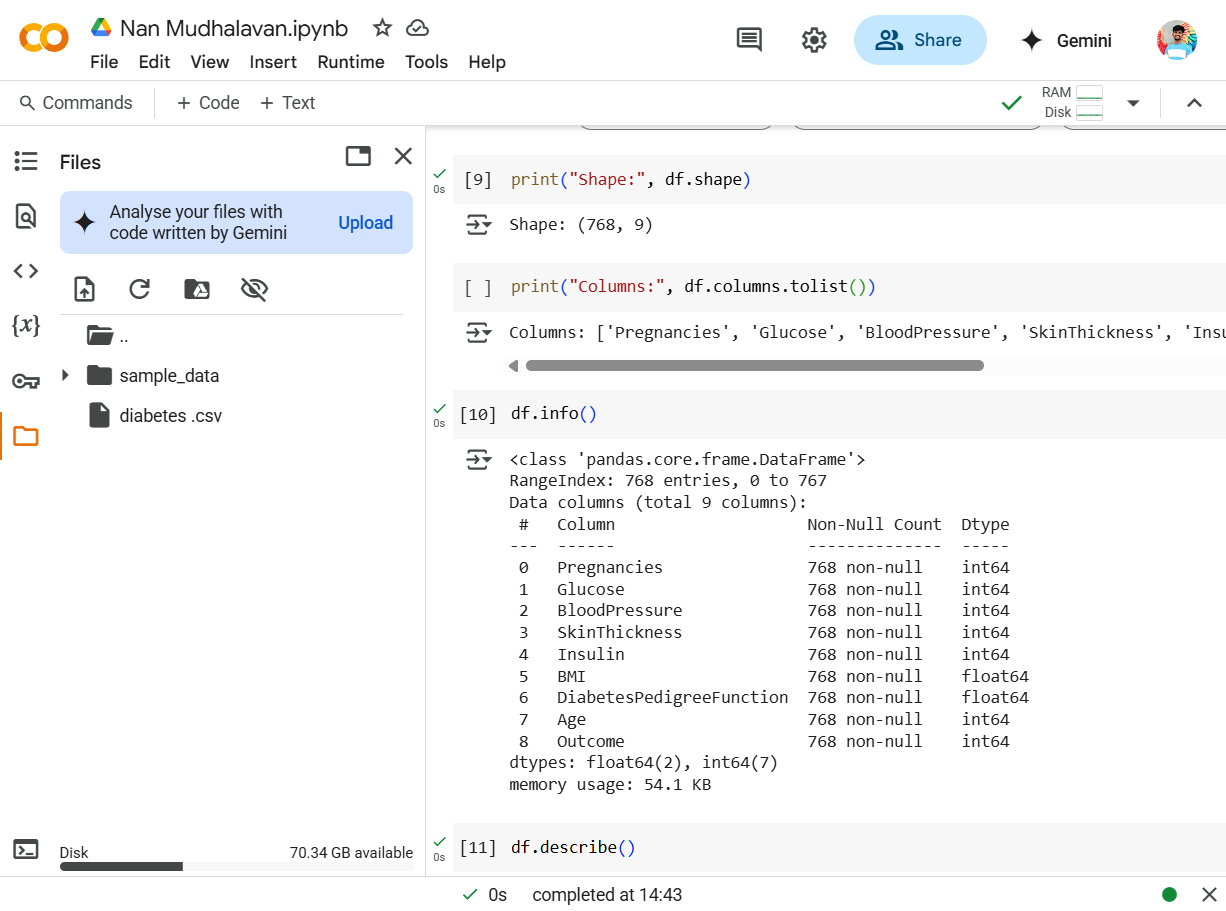 Nan Mudhalavan.ipynb
File Edit View Insert Runtime Tools Help
Share
Gemini
Commands
+ Code + Text
RAM
Disk
Files
Analyse your files with
code written by Gemini
Upload
{x}
..
sample_data
diabetes .csv
Disk
70.34 GB available
0s
[9] print("Shape:", df.shape)
Shape: (768, 9)
[ ] print("Columns:", df.columns.tolist())
Columns: ['Pregnancies', 'Glucose', 'BloodPressure', 'SkinThickness', 'Insu
0s
[10] df.info()
<class 'pandas.core.frame.DataFrame'>
RangeIndex: 768 entries, 0 to 767
Data columns (total 9 columns):
 #   Column                    Non-Null Count  Dtype
---  ------                    --------------  -----
 0   Pregnancies               768 non-null    int64
 1   Glucose                   768 non-null    int64
 2   BloodPressure             768 non-null    int64
 3   SkinThickness             768 non-null    int64
 4   Insulin                   768 non-null    int64
 5   BMI                       768 non-null    float64
 6   DiabetesPedigreeFunction  768 non-null    float64
 7   Age                       768 non-null    int64
 8   Outcome                   768 non-null    int64
dtypes: float64(2), int64(7)
memory usage: 54.1 KB
0s
[11] df.describe()
0s completed at 14:43